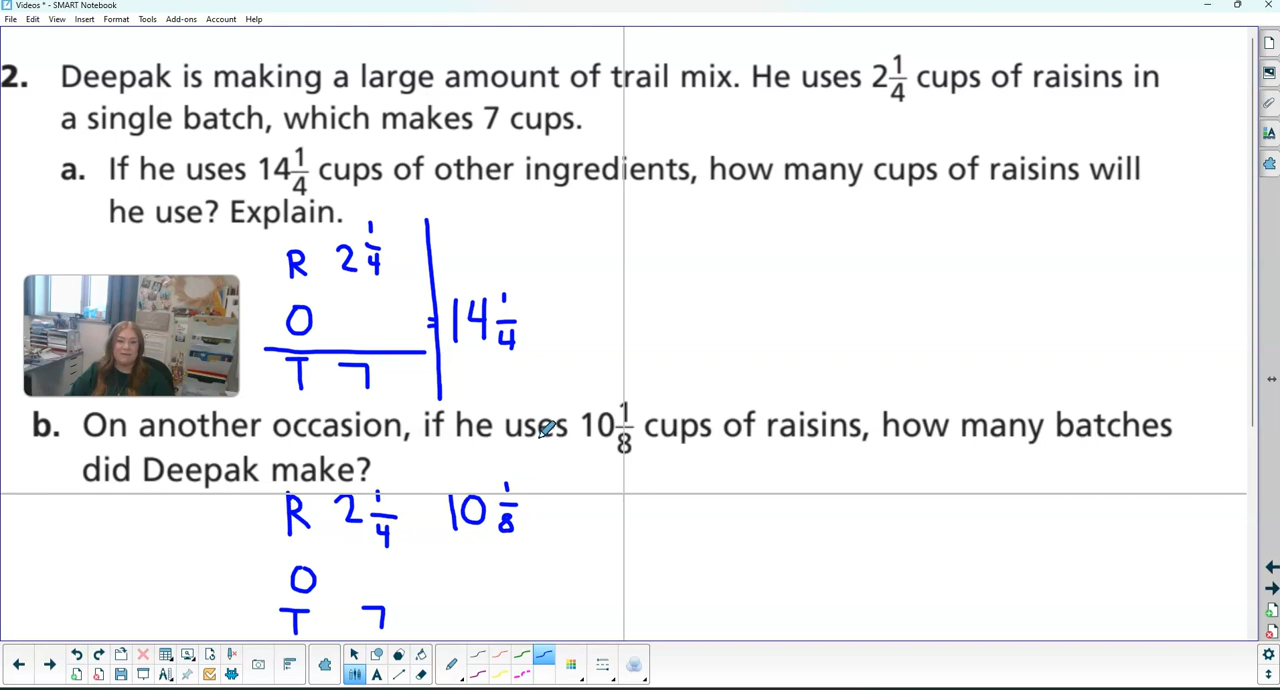 Videos * - SMART Notebook
File Edit View Insert Format Tools Add-ons Account Help
2. Deepak is making a large amount of trail mix. He uses 2 1/4 cups of raisins in
a single batch, which makes 7 cups.
a. If he uses 14 1/4 cups of other ingredients, how many cups of raisins will
he use? Explain.
R 2 1/4
O = 14 1/4
T 7
b. On another occasion, if he uses 10 1/8 cups of raisins, how many batches
did Deepak make?
R 2 1/4 10 1/8
O
T 7